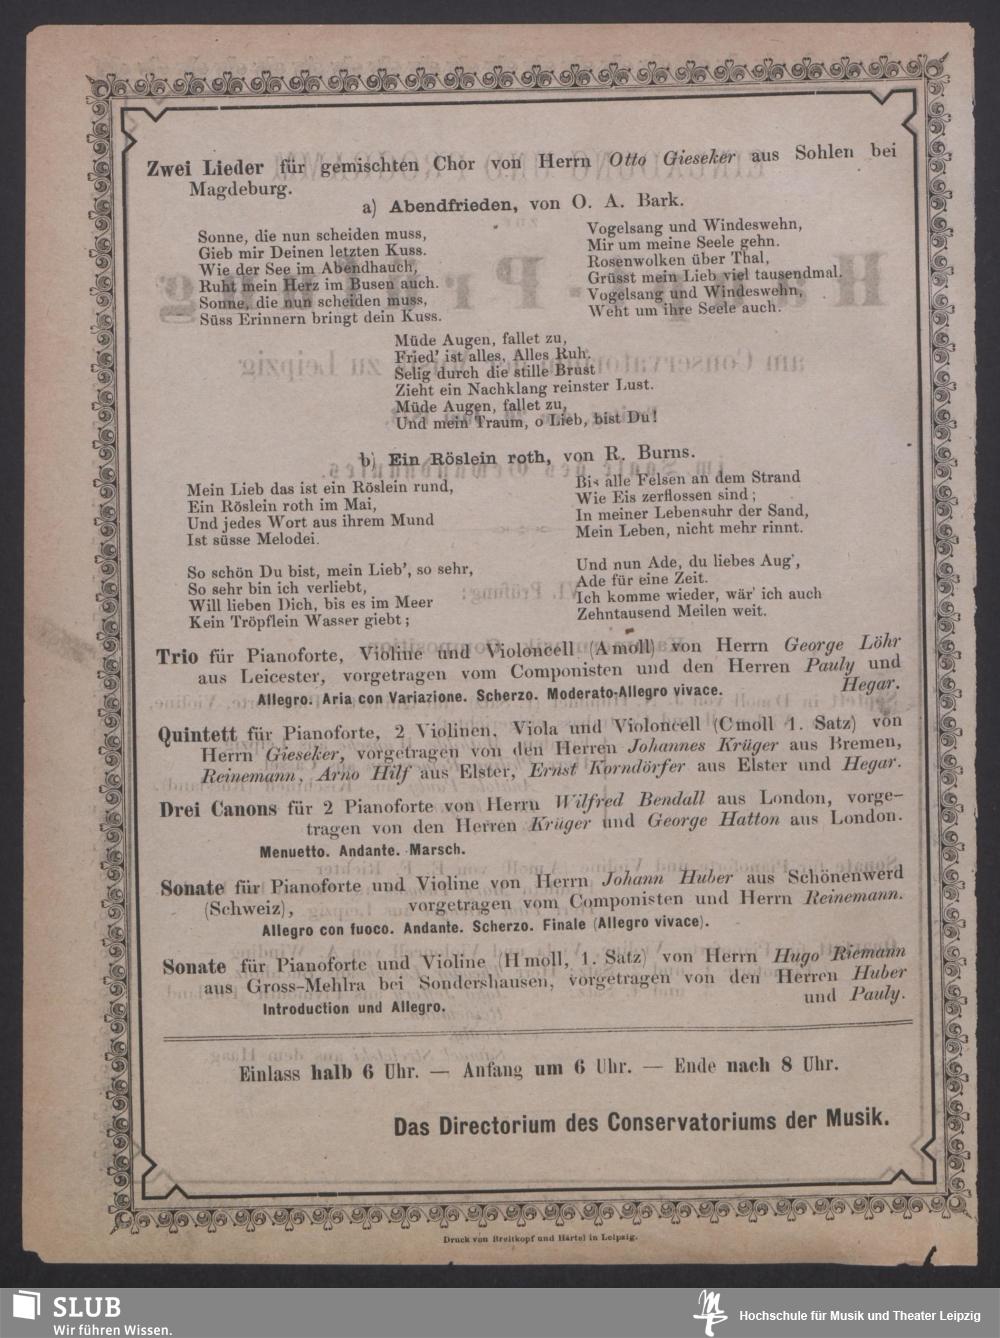 Zwei Lieder für gemischten Chor von Herrn Otto Gieseker aus Sohlen bei
Magdeburg.
a) Abendfrieden, von O. A. Bark.
Sonne, die nun scheiden muss,
Gieb mir Deinen letzten Kuss.
Wie der See im Abendhauch,
Ruht mein Herz im Busen auch.
Sonne, die nun scheiden muss,
Süss Erinnern bringt dein Kuss.
Vogelsang und Windeswehn,
Mir um meine Seele gehn.
Rosenwolken über Thal,
Grüsst mein Lieb viel tausendmal.
Vogelsang und Windeswehn,
Weht um ihre Seele auch.
Müde Augen, fallet zu,
Fried' ist alles, Alles Ruh.
Selig durch die stille Brust
Zieht ein Nachklang reinster Lust.
Müde Augen, fallet zu,
Und mein Traum, o Lieb, bist Du!
b) Ein Röslein roth, von R. Burns.
Mein Lieb das ist ein Röslein rund,
Ein Röslein roth im Mai,
Und jedes Wort aus ihrem Mund
Ist süsse Melodei.
So schön Du bist, mein Lieb', so sehr,
So sehr bin ich verliebt,
Will lieben Dich, bis es im Meer
Kein Tröpflein Wasser giebt;
Bis alle Felsen an dem Strand
Wie Eis zerflossen sind;
In meiner Lebensuhr der Sand,
Mein Leben, nicht mehr rinnt.
Und nun Ade, du liebes Aug',
Ade für eine Zeit.
Ich komme wieder, wär' ich auch
Zehntausend Meilen weit.
Trio für Pianoforte, Violine und Violoncell (A moll) von Herrn George Löhr
aus Leicester, vorgetragen vom Componisten und den Herren Pauly und
Hegar.
Allegro. Aria con Variazione. Scherzo. Moderato-Allegro vivace.
Quintett für Pianoforte, 2 Violinen, Viola und Violoncell (C moll 1. Satz) von
Herrn Gieseker, vorgetragen von den Herren Johannes Krüger aus Bremen,
Reinemann, Arno Hilf aus Elster, Ernst Korndörfer aus Elster und Hegar.
Drei Canons für 2 Pianoforte von Herrn Wilfred Bendall aus London, vorge-
tragen von den Herren Krüger und George Hatton aus London.
Menuetto. Andante. Marsch.
Sonate für Pianoforte und Violine von Herrn Johann Huber aus Schönenwerd
(Schweiz), vorgetragen vom Componisten und Herrn Reinemann.
Allegro con fuoco. Andante. Scherzo. Finale (Allegro vivace).
Sonate für Pianoforte und Violine (H moll, 1. Satz) von Herrn Hugo Riemann
aus Gross-Mehlra bei Sondershausen, vorgetragen von den Herren Huber
und Pauly.
Introduction und Allegro.
Einlass halb 6 Uhr. — Anfang um 6 Uhr. — Ende nach 8 Uhr.
Das Directorium des Conservatoriums der Musik.
Druck von Breitkopf und Härtel in Leipzig.
SLUB
Wir führen Wissen.
Hochschule für Musik und Theater Leipzig